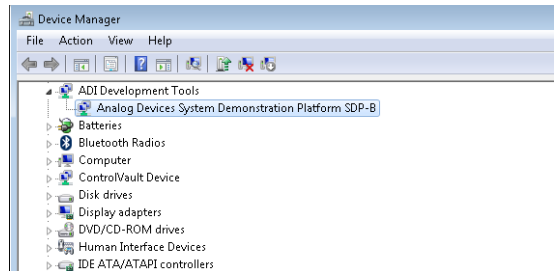 Device Manager
File Action View Help
ADI Development Tools
Analog Devices System Demonstration Platform SDP-B
Batteries
Bluetooth Radios
Computer
ControlVault Device
Disk drives
Display adapters
DVD/CD-ROM drives
Human Interface Devices
IDE ATA/ATAPI controllers